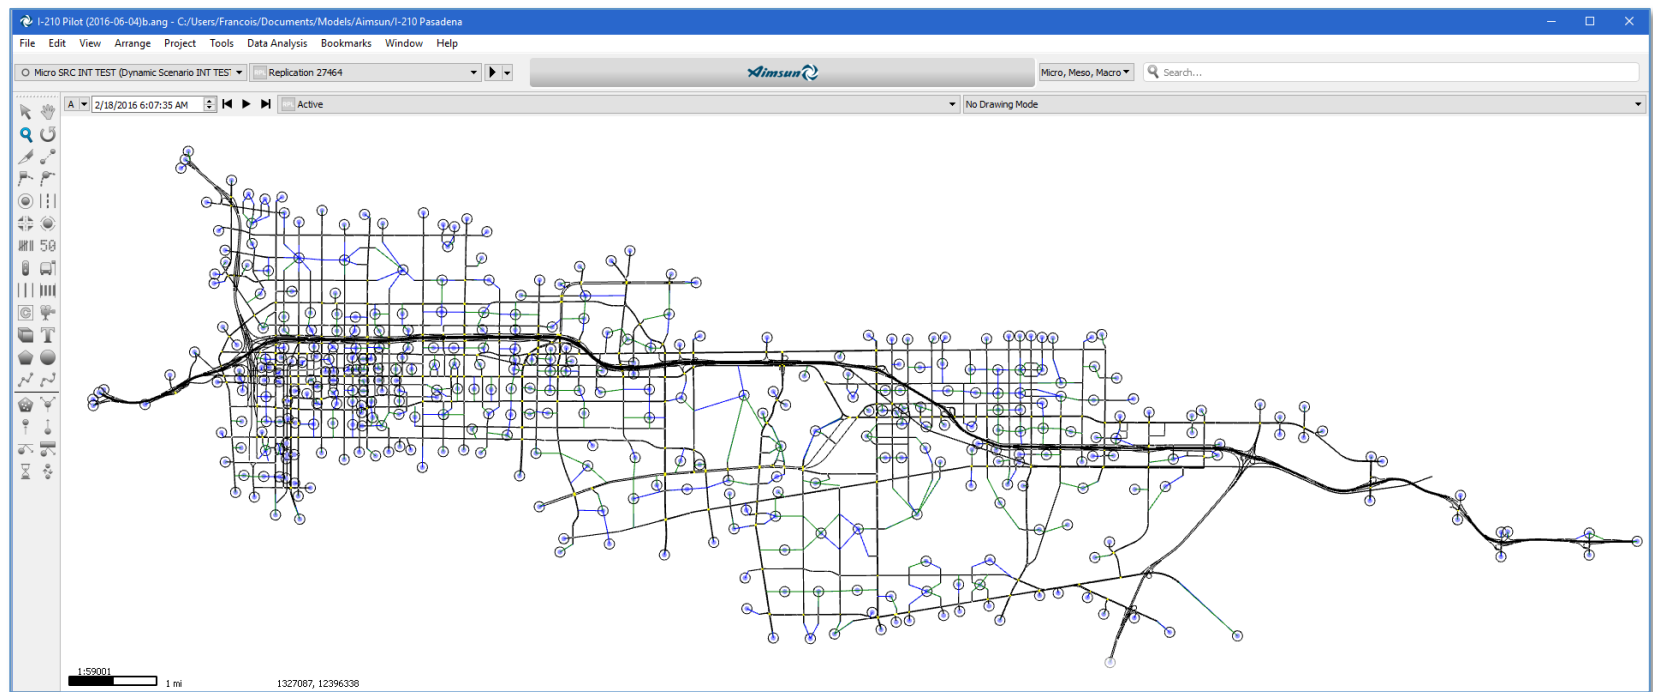 I-210 Pilot (2016-06-04)b.ang - C:/Users/Francois/Documents/Models/Aimsun/I-210 Pasadena
File Edit View Arrange Project Tools Data Analysis Bookmarks Window Help
Micro SRC INT TEST (Dynamic Scenario INT TES Replication 27464 Aimsun Micro, Meso, Macro Search...
A 2/18/2016 6:07:35 AM RPL Active No Drawing Mode
50
C
T
1:59001
1 mi 1327087, 12396338